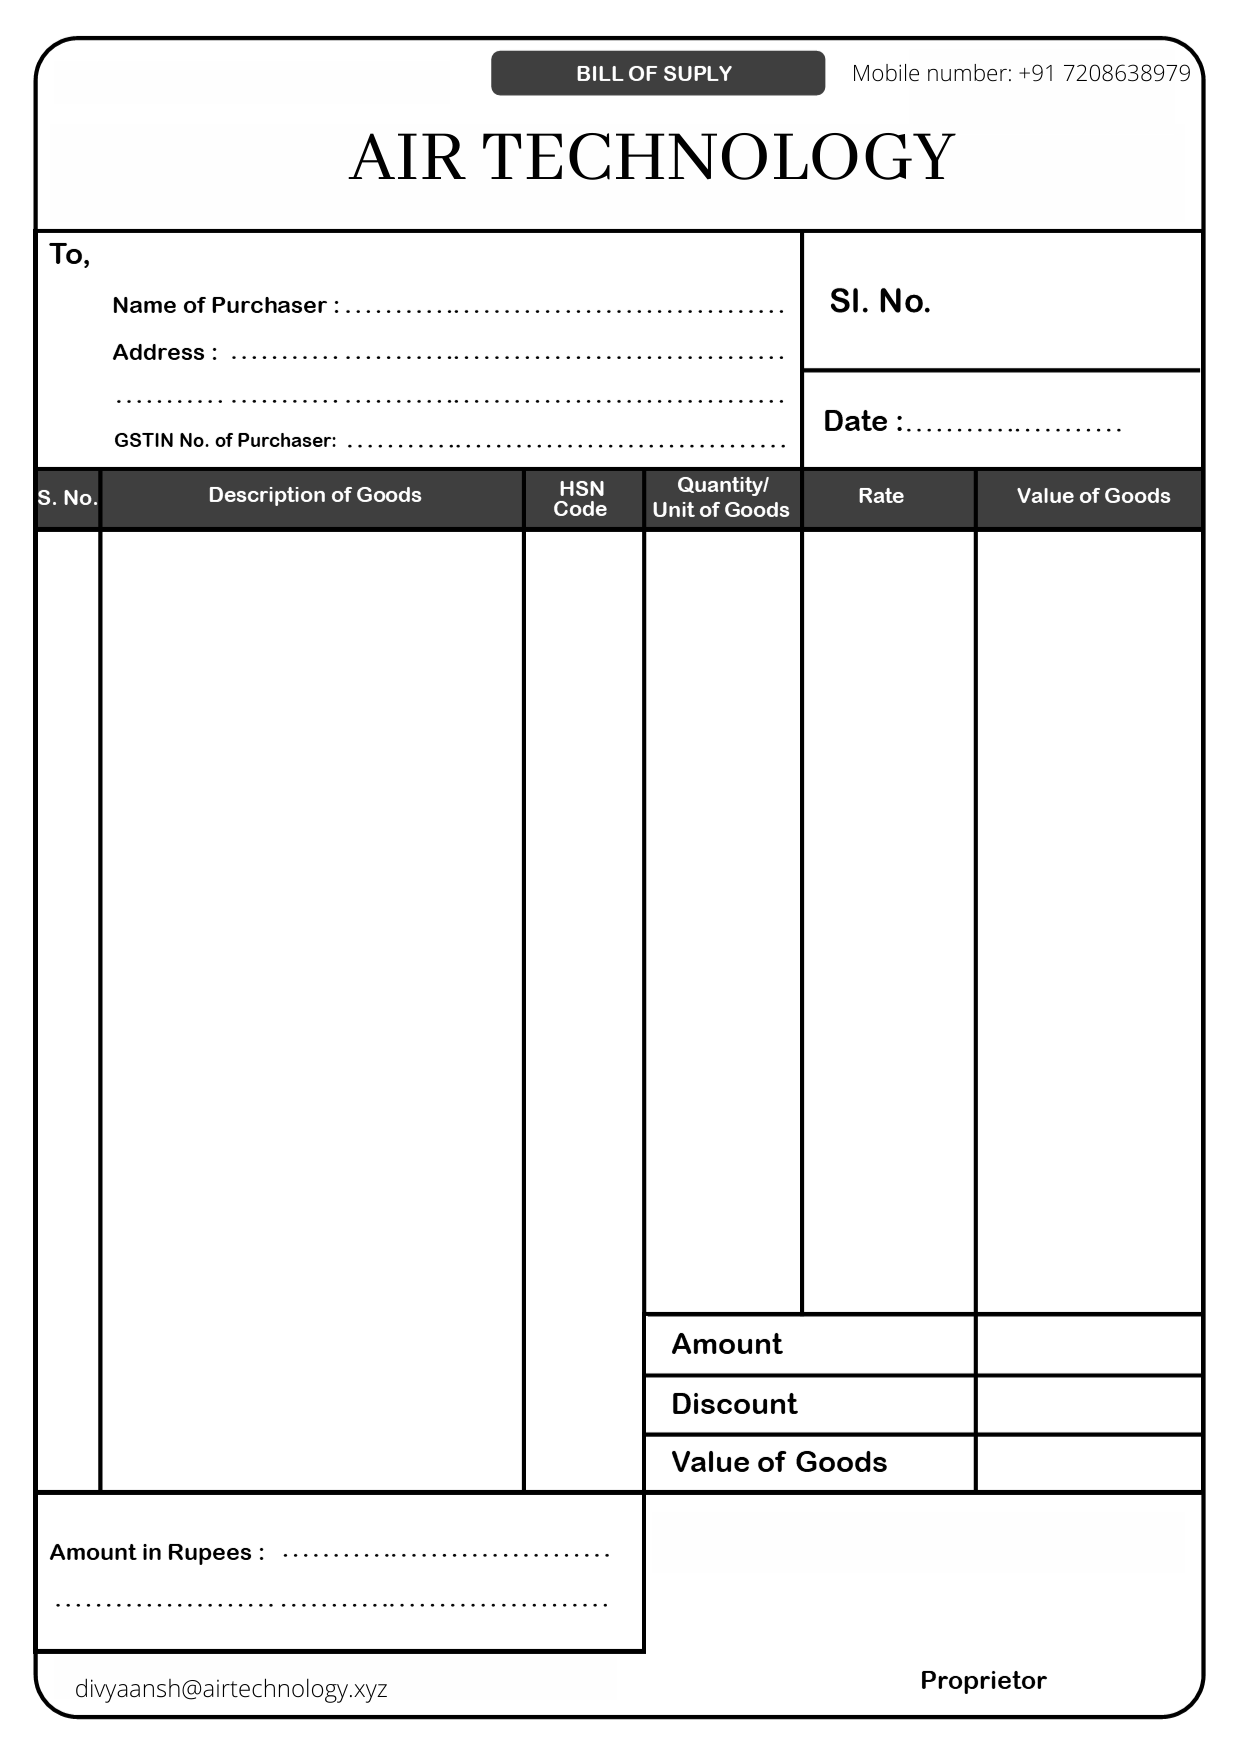 BILL OF SUPLY
Mobile number: +91 7208638979
AIR TECHNOLOGY
To,
Name of Purchaser : ............................................
Address : .......................................................
...................................................................
GSTIN No. of Purchaser: ............................................
Sl. No.
Date :......................
S. No.
Description of Goods
HSN
Code
Quantity/
Unit of Goods
Rate
Value of Goods
Amount
Discount
Value of Goods
Amount in Rupees : .................................
.......................................................
divyaansh@airtechnology.xyz
Proprietor